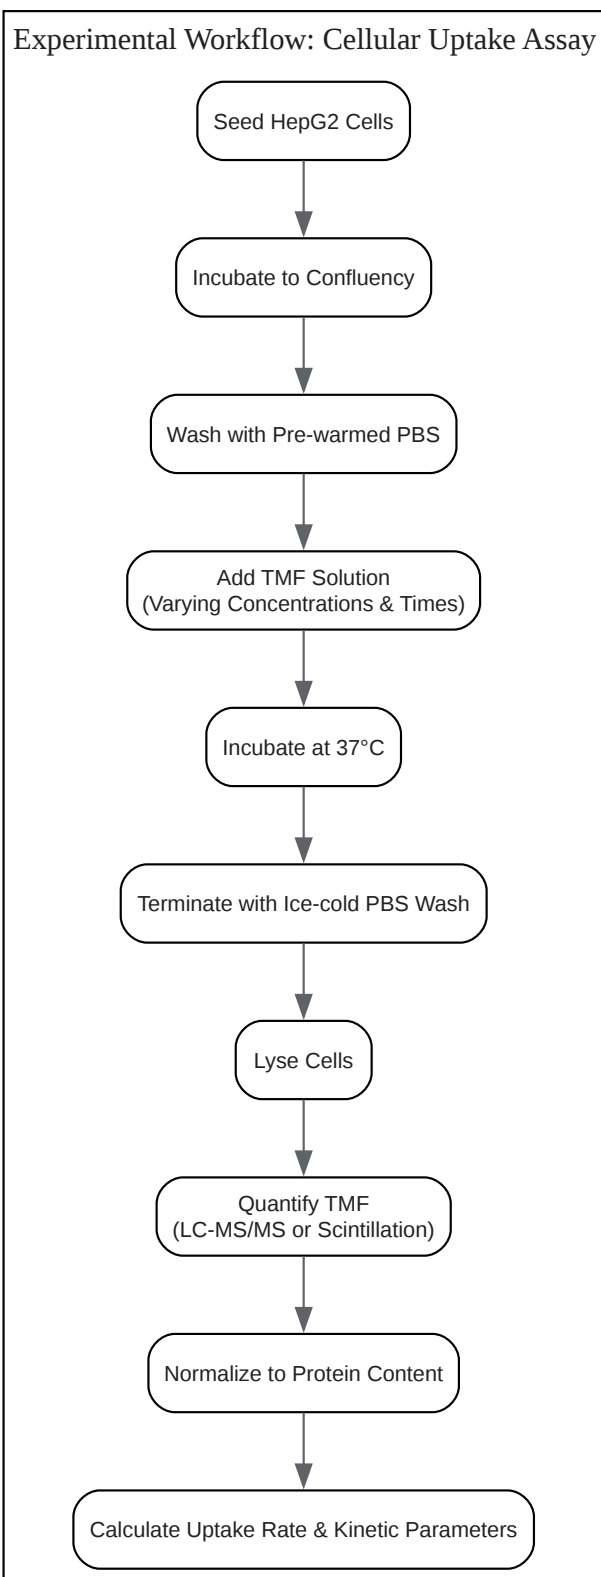 Experimental Workflow: Cellular Uptake Assay
Seed HepG2 Cells
Incubate to Confluency
Wash with Pre-warmed PBS
Add TMF Solution
(Varying Concentrations & Times)
Incubate at 37°C
Terminate with Ice-cold PBS Wash
Lyse Cells
Quantify TMF
(LC-MS/MS or Scintillation)
Normalize to Protein Content
Calculate Uptake Rate & Kinetic Parameters